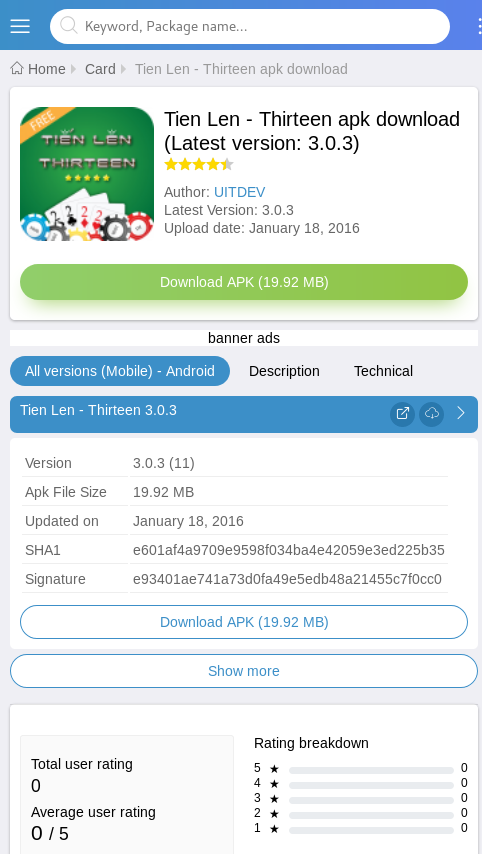 Keyword, Package name...
Home Card Tien Len - Thirteen apk download
FREE
TIẾN LÊN
THIRTEEN
Tien Len - Thirteen apk download
(Latest version: 3.0.3)
Author: UITDEV
Latest Version: 3.0.3
Upload date: January 18, 2016
Download APK (19.92 MB)
banner ads
All versions (Mobile) - Android Description Technical
Tien Len - Thirteen 3.0.3
Version 3.0.3 (11)
Apk File Size 19.92 MB
Updated on January 18, 2016
SHA1 e601af4a9709e9598f034ba4e42059e3ed225b35
Signature e93401ae741a73d0fa49e5edb48a21455c7f0cc0
Download APK (19.92 MB)
Show more
Total user rating
0
Average user rating
0 / 5
Rating breakdown
5 ★ 0
4 ★ 0
3 ★ 0
2 ★ 0
1 ★ 0